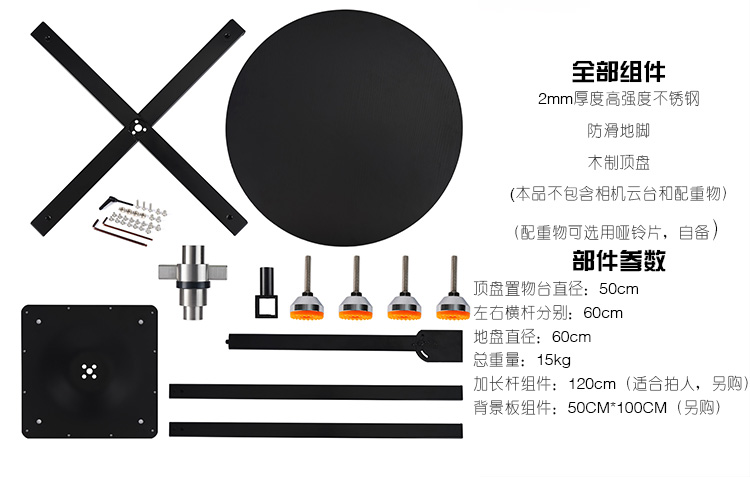 全部组件
2mm厚度高强度不锈钢
防滑地脚
木制顶盘
(本品不包含相机云台和配重物)
(配重物可选用哑铃片，自备)
部件参数
顶盘置物台直径：50cm
左右横杆分别：60cm
地盘直径：60cm
总重量：15kg
加长杆组件：120cm（适合拍人，另购）
背景板组件：50CM*100CM（另购）